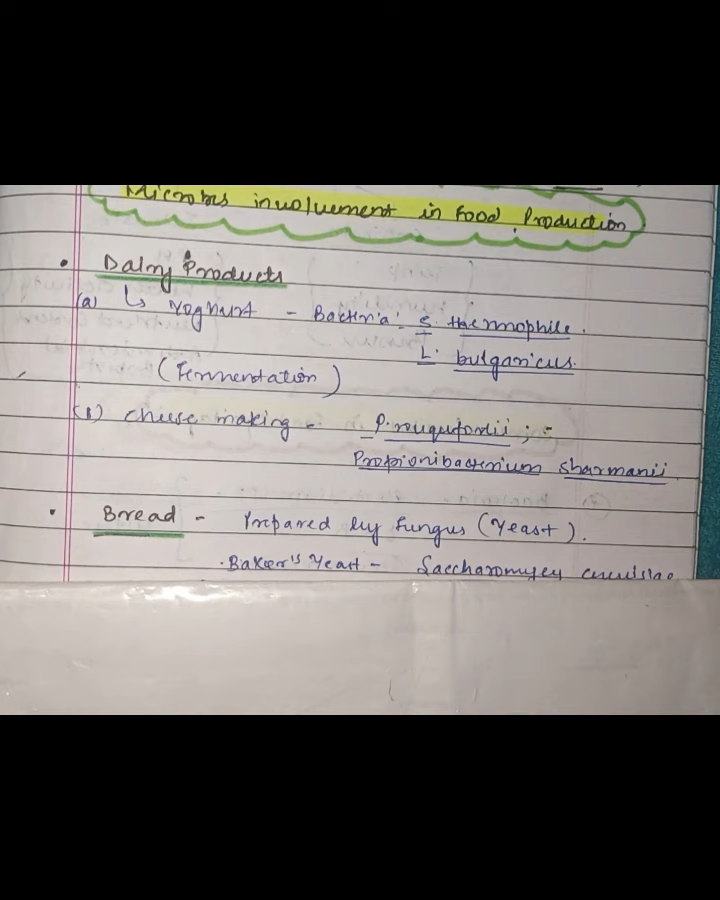 Microbes involvement in Food Production
• Dairy Products
(a) ↳ Yoghurt - Bacteria: S. thermophile.
L. bulgaricus.
(Fermentation)
(B) cheese making - P. rouqufordii ; -
Propionibacterium sharmanii
• Bread - Prepared by fungus (Yeast).
• Baker's Yeast - Saccharomyces